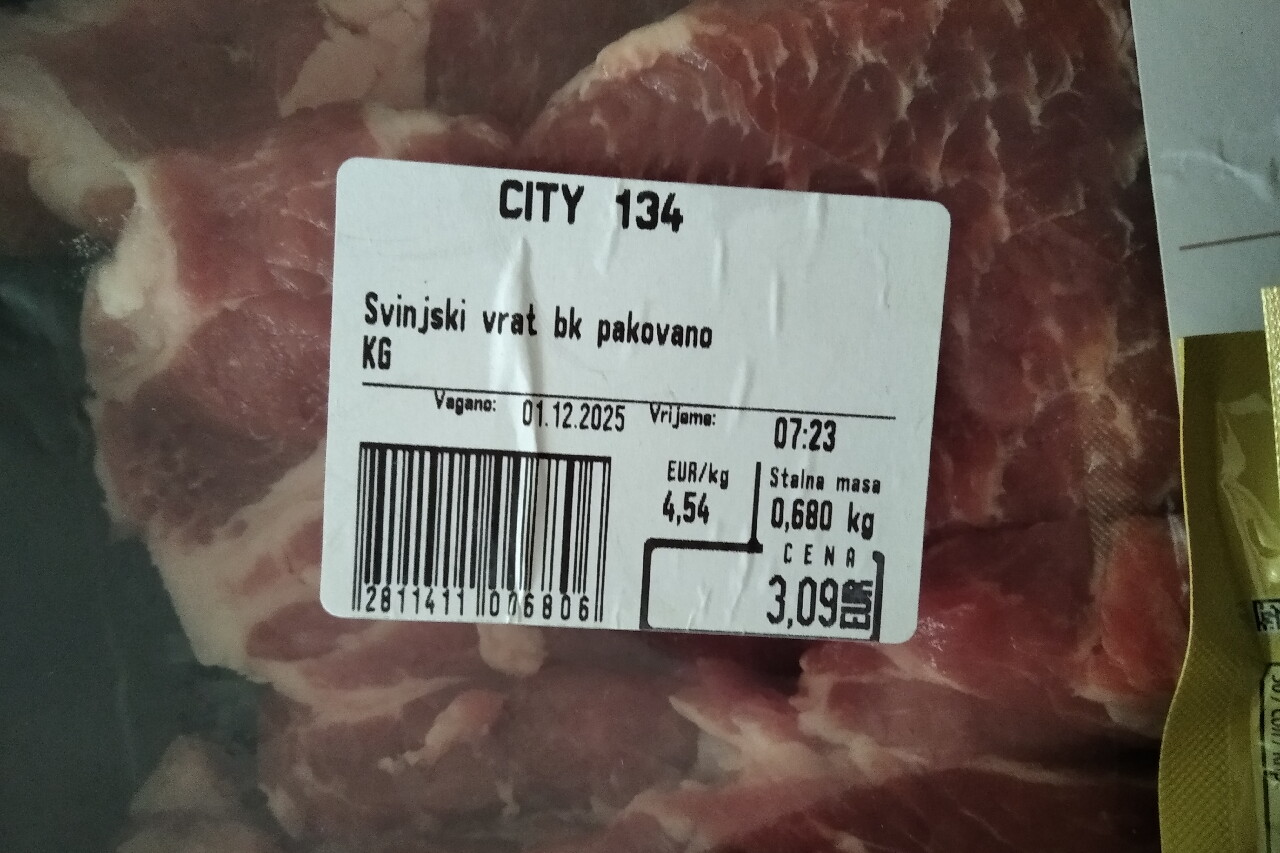 CITY 134
Svinjski vrat bk pakovano
KG
Vagano: 01.12.2025 Vrijeme: 07:23
EUR/kg
4,54
Stalna masa
0,680 kg
CENA
3,09 EUR
2811411 006806